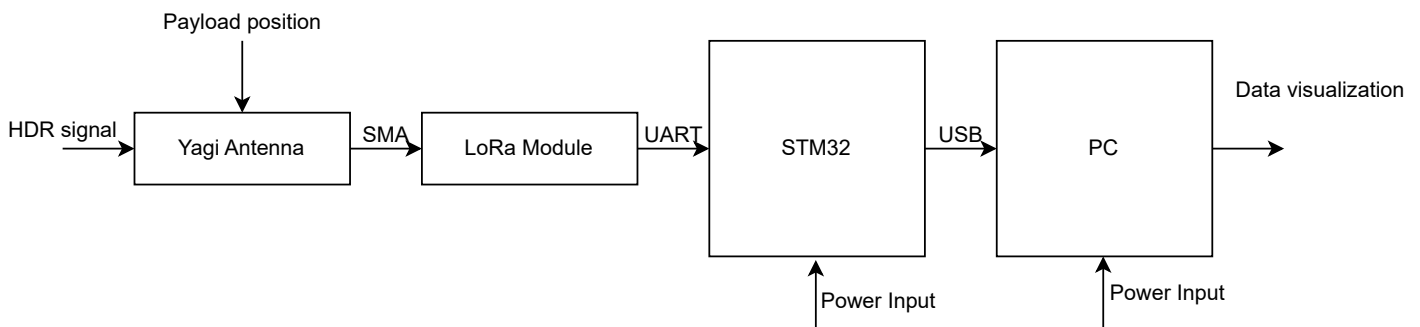 Payload position
HDR signal
Yagi Antenna
SMA
LoRa Module
UART
STM32
USB
PC
Data visualization
Power Input
Power Input